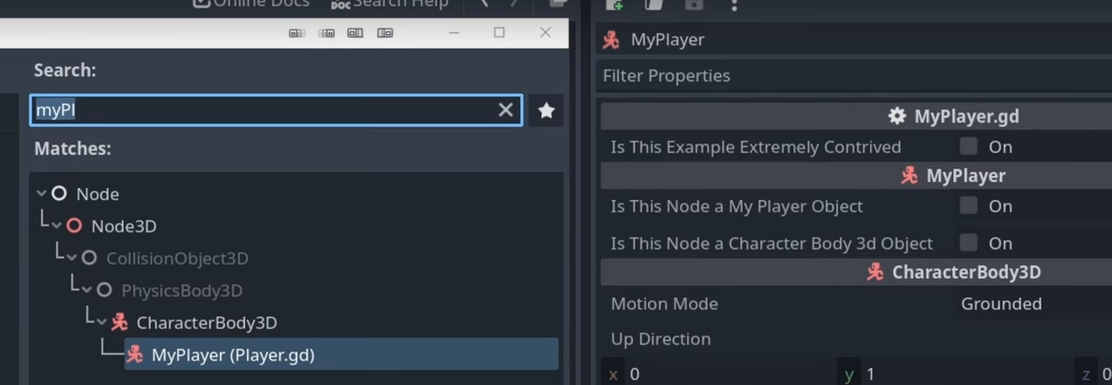 Online Docs
DOC Search Help
Search:
myPl
Matches:
Node
Node3D
CollisionObject3D
PhysicsBody3D
CharacterBody3D
MyPlayer (Player.gd)
MyPlayer
Filter Properties
MyPlayer.gd
Is This Example Extremely Contrived On
MyPlayer
Is This Node a My Player Object On
Is This Node a Character Body 3d Object On
CharacterBody3D
Motion Mode Grounded
Up Direction
x 0 y 1 z 0